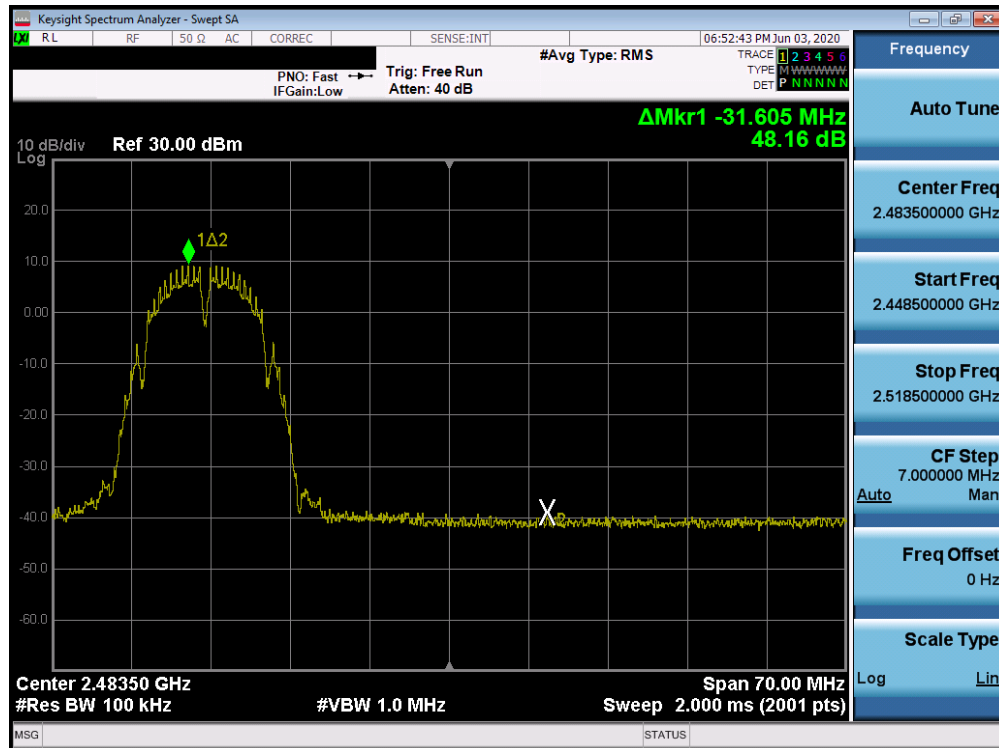 Keysight Spectrum Analyzer - Swept SA
LXI RL RF 50 Ω AC CORREC SENSE:INT 06:52:43 PM Jun 03, 2020
#Avg Type: RMS TRACE 1 2 3 4 5 6
PNO: Fast Trig: Free Run TYPE M WWWWW
IFGain:Low Atten: 40 dB DET P N N N N N
ΔMkr1 -31.605 MHz
48.16 dB
10 dB/div Ref 30.00 dBm
Log
20.0
1Δ2
10.0
0.00
-10.0
-20.0
-30.0
-40.0
X2
-50.0
-60.0
Center 2.48350 GHz Span 70.00 MHz
#Res BW 100 kHz #VBW 1.0 MHz Sweep 2.000 ms (2001 pts)
MSG STATUS
Frequency
Auto Tune
Center Freq
2.483500000 GHz
Start Freq
2.448500000 GHz
Stop Freq
2.518500000 GHz
CF Step
7.000000 MHz
Auto Man
Freq Offset
0 Hz
Scale Type
Log Lin